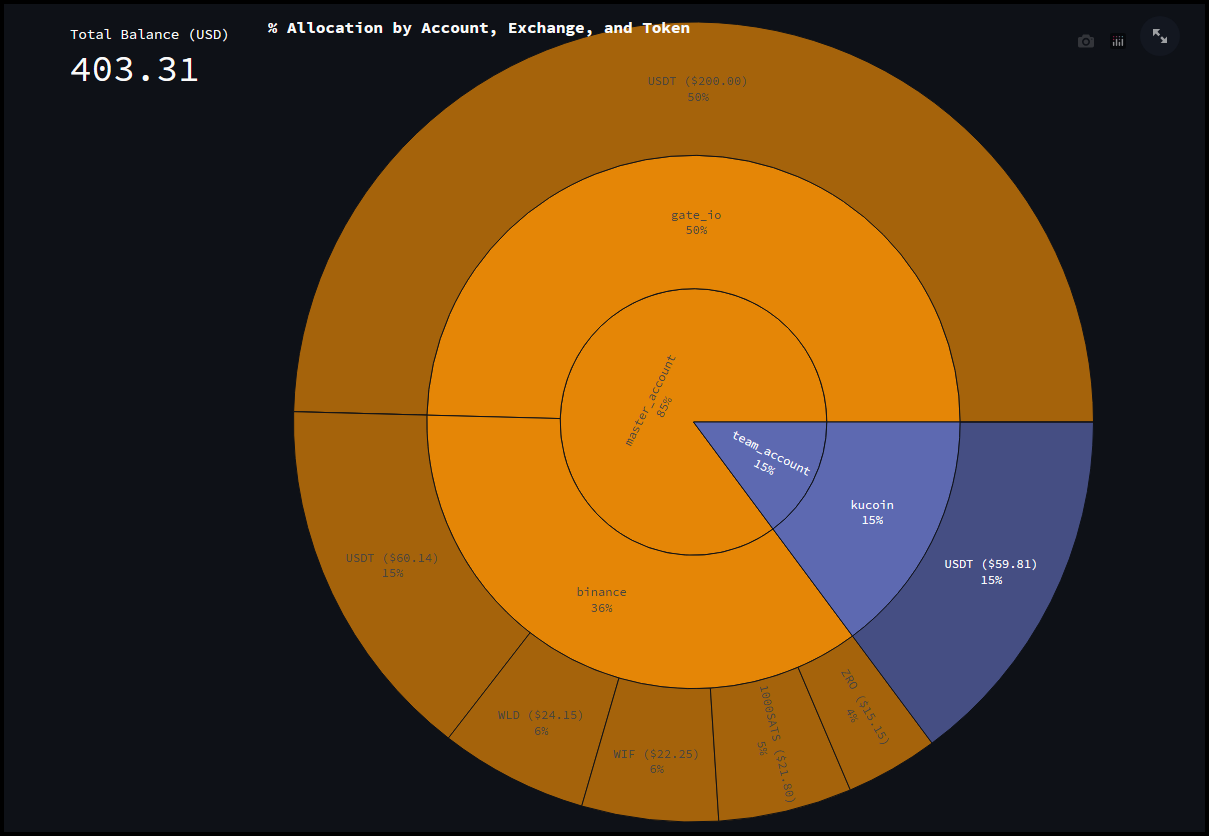 Total Balance (USD)
403.31
% Allocation by Account, Exchange, and Token
USDT ($200.00)
50%
gate_io
50%
master_account
85%
team_account
15%
kucoin
15%
USDT ($59.81)
15%
binance
36%
USDT ($60.14)
15%
WLD ($24.15)
6%
WIF ($22.25)
6%
1000SATS ($21.80)
5%
ZRO ($15.15)
4%